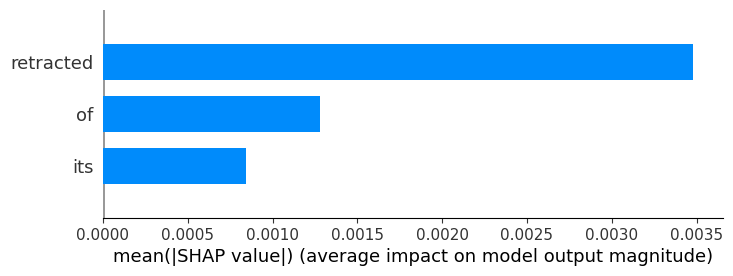 retracted
of
its
0.0000 0.0005 0.0010 0.0015 0.0020 0.0025 0.0030 0.0035
mean(|SHAP value|) (average impact on model output magnitude)